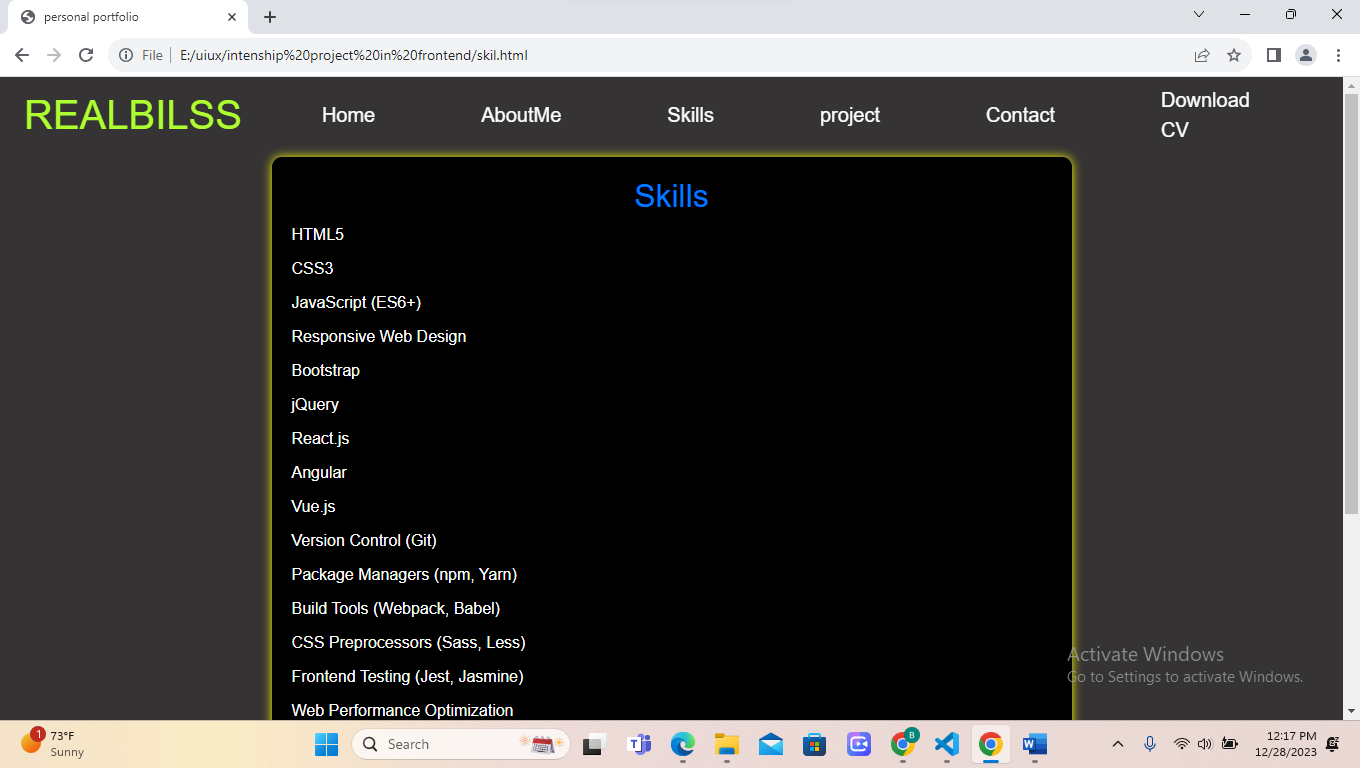 personal portfolio
File
E:/uiux/intenship%20project%20in%20frontend/skil.html
REALBILSS
Home
AboutMe
Skills
project
Contact
Download
CV
Skills
HTML5
CSS3
JavaScript (ES6+)
Responsive Web Design
Bootstrap
jQuery
React.js
Angular
Vue.js
Version Control (Git)
Package Managers (npm, Yarn)
Build Tools (Webpack, Babel)
CSS Preprocessors (Sass, Less)
Frontend Testing (Jest, Jasmine)
Web Performance Optimization
Activate Windows
Go to Settings to activate Windows.
1
73°F
Sunny
Search
B
12:17 PM
12/28/2023